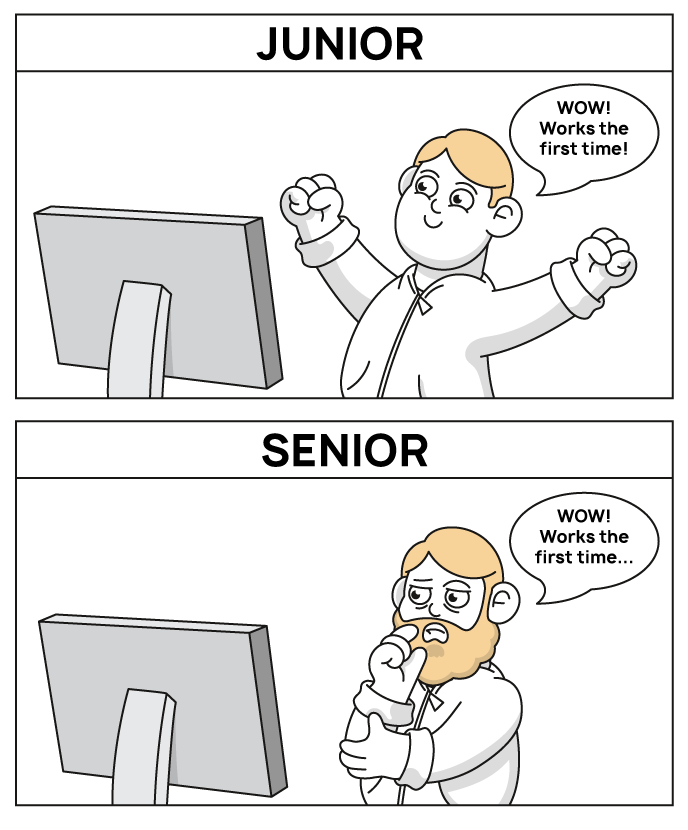 JUNIOR
WOW!
Works the
first time!
SENIOR
WOW!
Works the
first time...